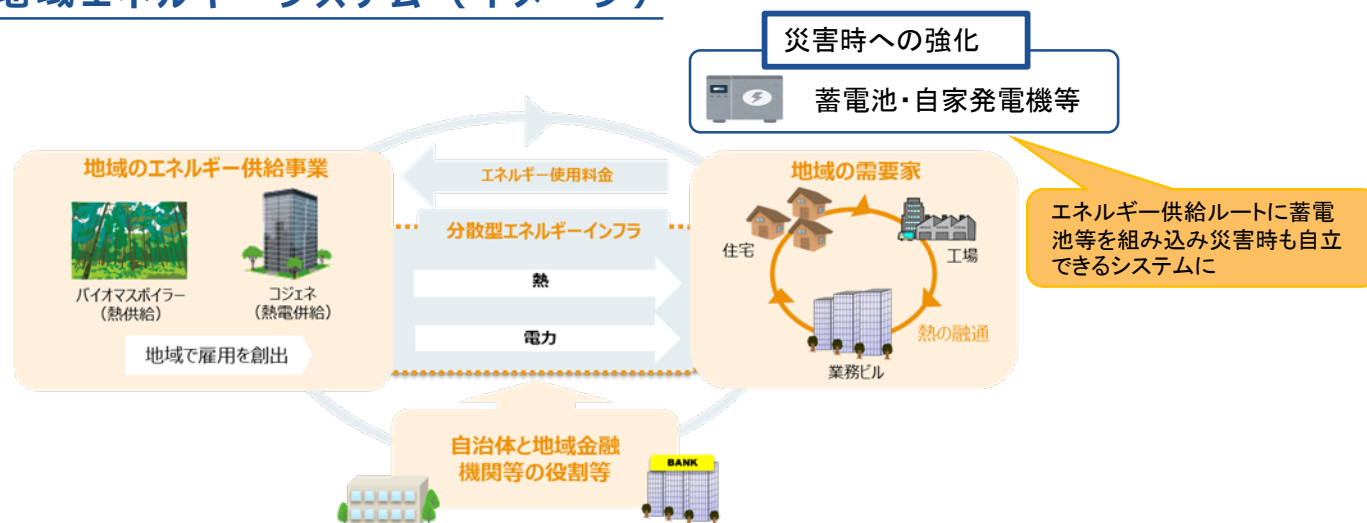 地域エネルギーシステム（イメージ）
災害時への強化
蓄電池・自家発電機等
地域のエネルギー供給事業
エネルギー使用料金
地域の需要家
分散型エネルギーインフラ
エネルギー供給ルートに蓄電
池等を組み込み災害時も自立
できるシステムに
住宅
工場
熱
バイオマスボイラー
（熱供給）
コジェネ
（熱電併給）
電力
熱の融通
地域で雇用を創出
業務ビル
自治体と地域金融
機関等の役割等
BANK